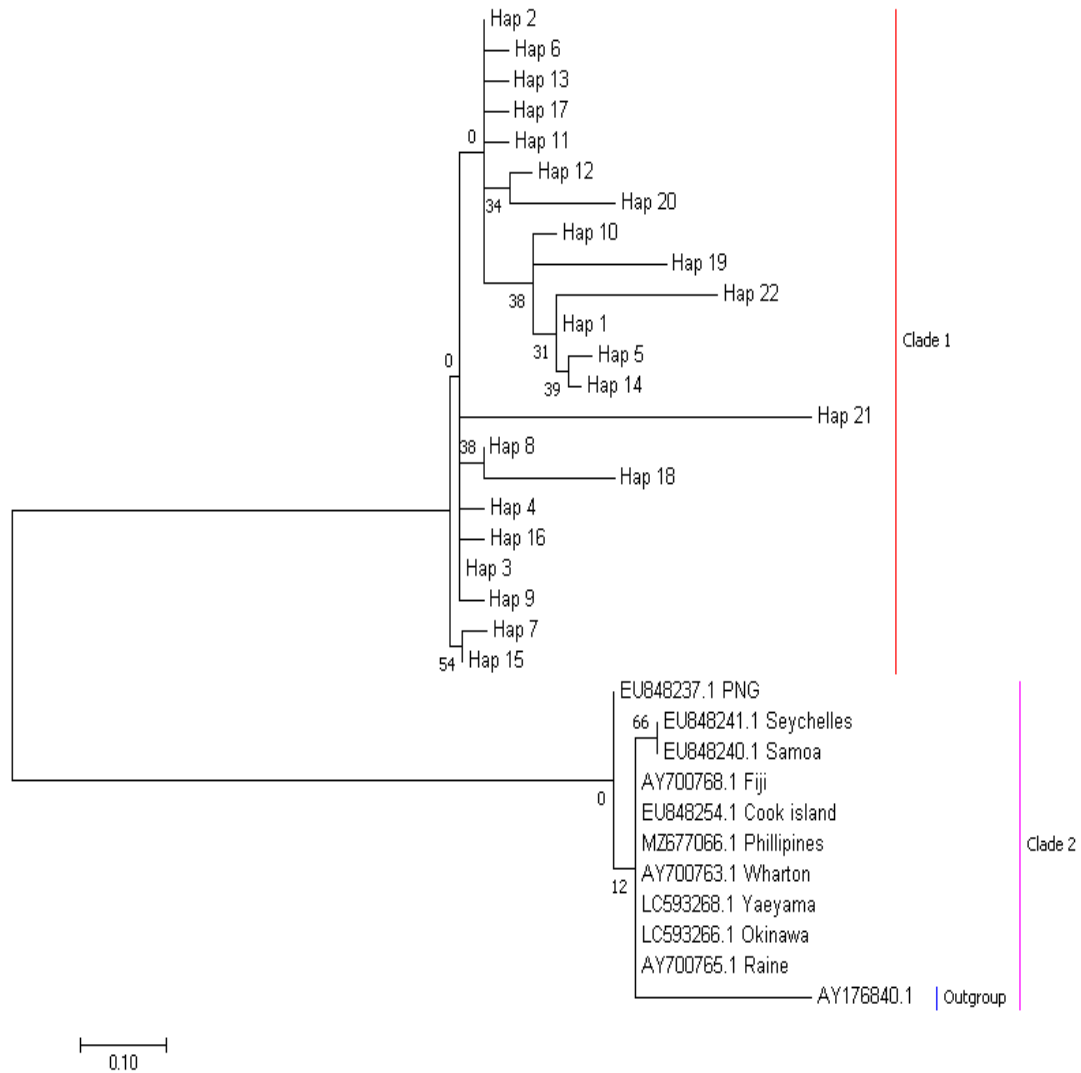 Hap 2
Hap 6
Hap 13
Hap 17
0
Hap 11
Hap 12
Hap 20
34
Hap 10
Hap 19
38
Hap 22
Hap 1
Clade 1
31
Hap 5
0
39
Hap 14
Hap 21
38
Hap 8
Hap 18
Hap 4
Hap 16
Hap 3
Hap 9
Hap 7
54
Hap 15
EU848237.1 PNG
66
EU848241.1 Seychelles
EU848240.1 Samoa
AY700768.1 Fiji
0
EU848254.1 Cook island
MZ677066.1 Phillipines
Clade 2
AY700763.1 Wharton
12
LC593268.1 Yaeyama
LC593266.1 Okinawa
AY700765.1 Raine
AY176840.1
Outgroup
0.10